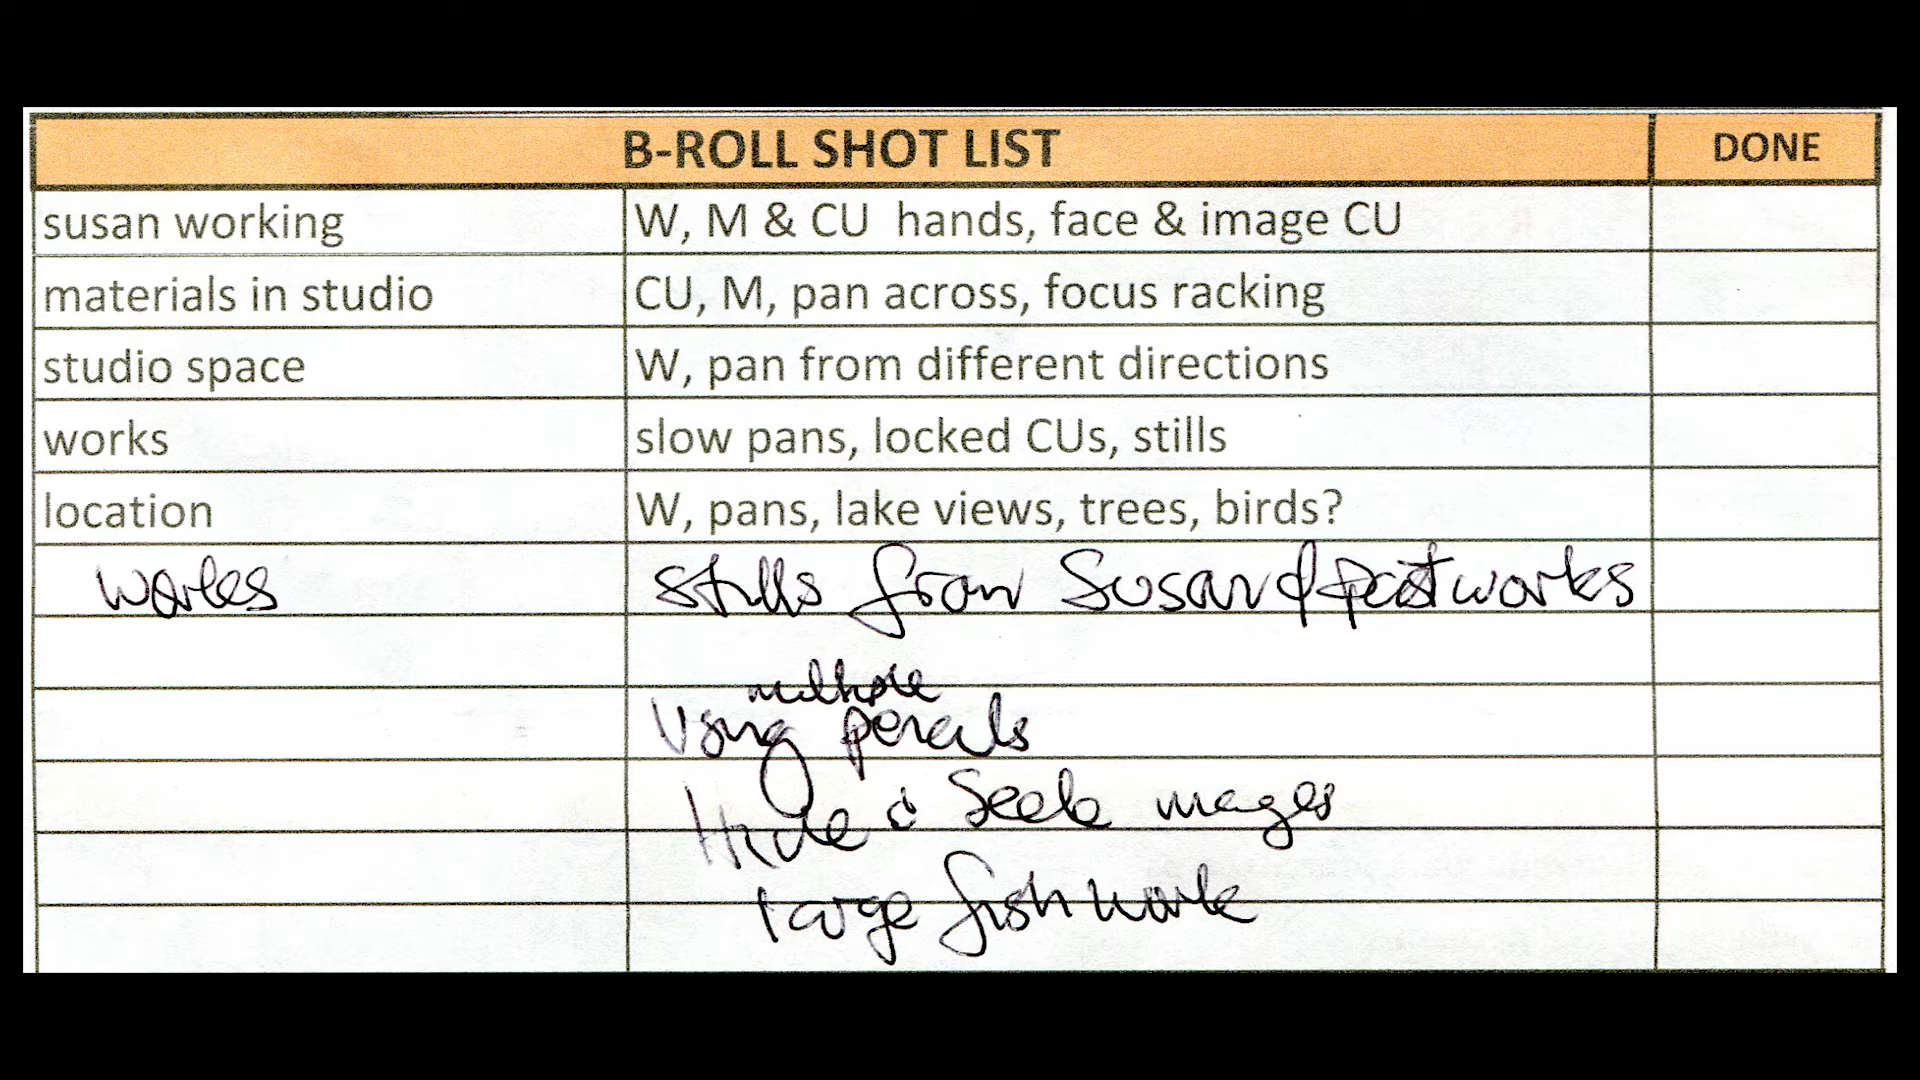 B-ROLL SHOT LIST DONE
susan working W, M & CU hands, face & image CU
materials in studio CU, M, pan across, focus racking
studio space W, pan from different directions
works slow pans, locked CUs, stills
location W, pans, lake views, trees, birds?
works stills from Susan of past works
multiple
Using pencils
Hide & Seek images
large fish work